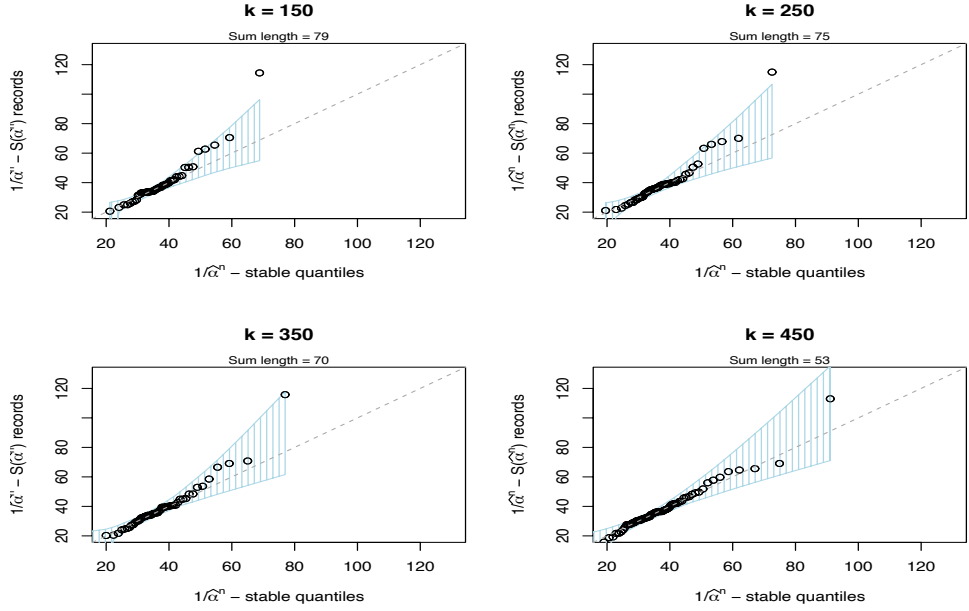 k = 150
Sum length = 79
1/α̂ⁿ − S(α̂ⁿ) records
20 40 60 80 120
20 40 60 80 100 120
1/α̂ⁿ − stable quantiles
k = 250
Sum length = 75
1/α̂ⁿ − S(α̂ⁿ) records
20 40 60 80 120
20 40 60 80 100 120
1/α̂ⁿ − stable quantiles
k = 350
Sum length = 70
1/α̂ⁿ − S(α̂ⁿ) records
20 40 60 80 120
20 40 60 80 100 120
1/α̂ⁿ − stable quantiles
k = 450
Sum length = 53
1/α̂ⁿ − S(α̂ⁿ) records
20 40 60 80 120
20 40 60 80 100 120
1/α̂ⁿ − stable quantiles